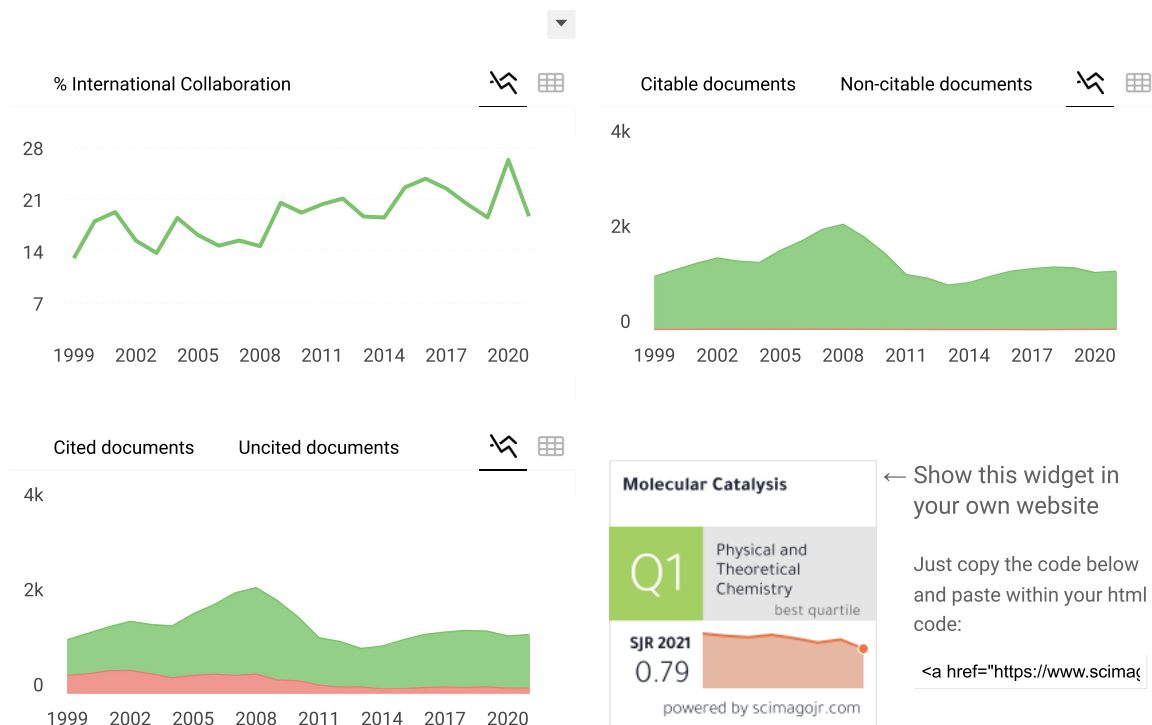 % International Collaboration
28
21
14
7
1999 2002 2005 2008 2011 2014 2017 2020
Citable documents Non-citable documents
4k
2k
0
1999 2002 2005 2008 2011 2014 2017 2020
Cited documents Uncited documents
4k
2k
0
1999 2002 2005 2008 2011 2014 2017 2020
Molecular Catalysis
Q1
Physical and
Theoretical
Chemistry
best quartile
SJR 2021
0.79
powered by scimagojr.com
← Show this widget in
your own website
Just copy the code below
and paste within your html
code:
<a href="https://www.scimag